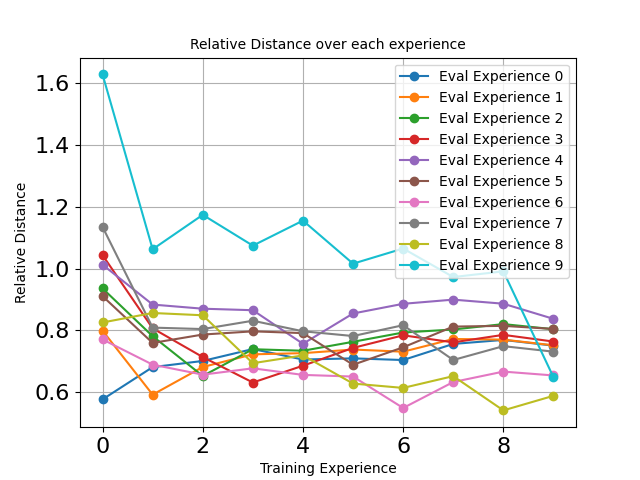 Relative Distance over each experience
1.6
1.4
1.2
1.0
0.8
0.6
Relative Distance
Eval Experience 0
Eval Experience 1
Eval Experience 2
Eval Experience 3
Eval Experience 4
Eval Experience 5
Eval Experience 6
Eval Experience 7
Eval Experience 8
Eval Experience 9
0 2 4 6 8
Training Experience